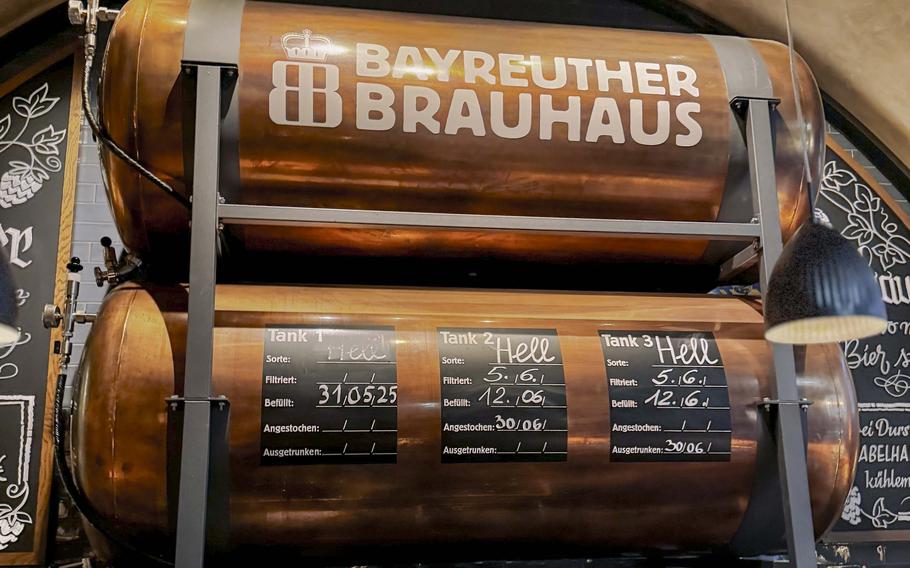 BAYREUTHER
BRAUHAUS
Tank 1
Sorte: Hell
Filtriert: / /
Befüllt: 31/05/25
Angestochen: / /
Ausgetrunken: / /
Tank 2
Sorte: Hell
Filtriert: 5./6./
Befüllt: 12./06/
Angestochen: 30/06/
Ausgetrunken: / /
Tank 3
Sorte: Hell
Filtriert: 5./6./
Befüllt: 12./6./
Angestochen: / /
Ausgetrunken: 30/06/
Bier
kühlem